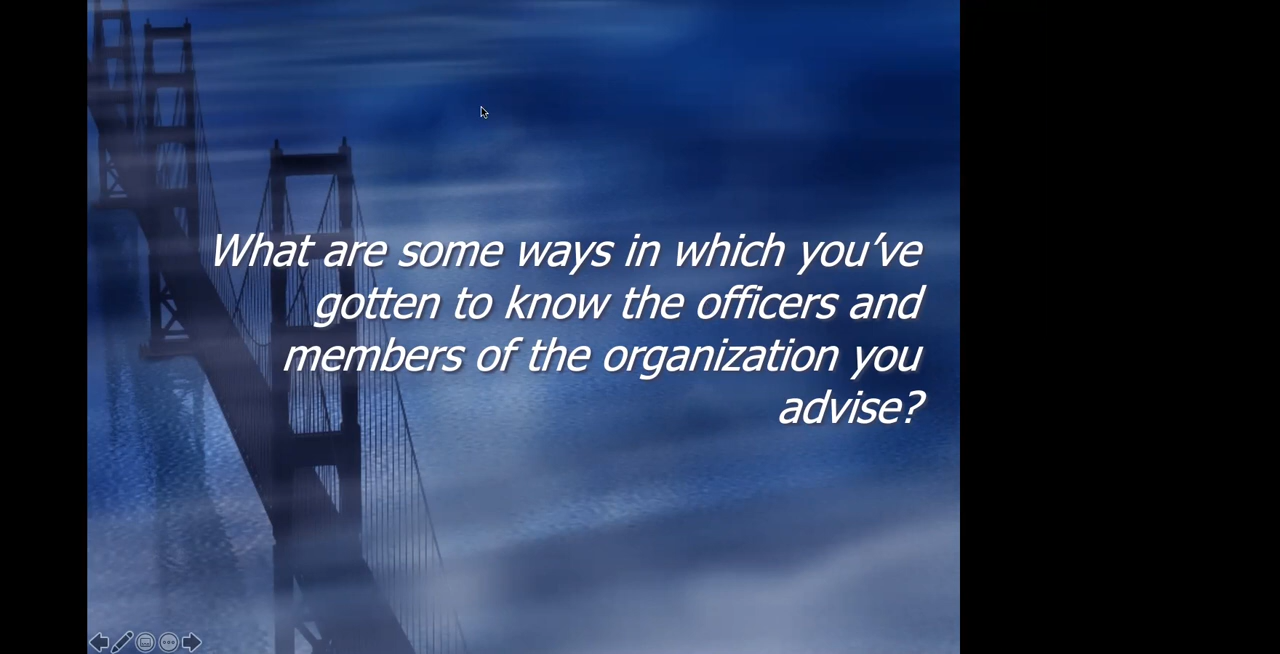 What are some ways in which you’ve
gotten to know the officers and
members of the organization you
advise?